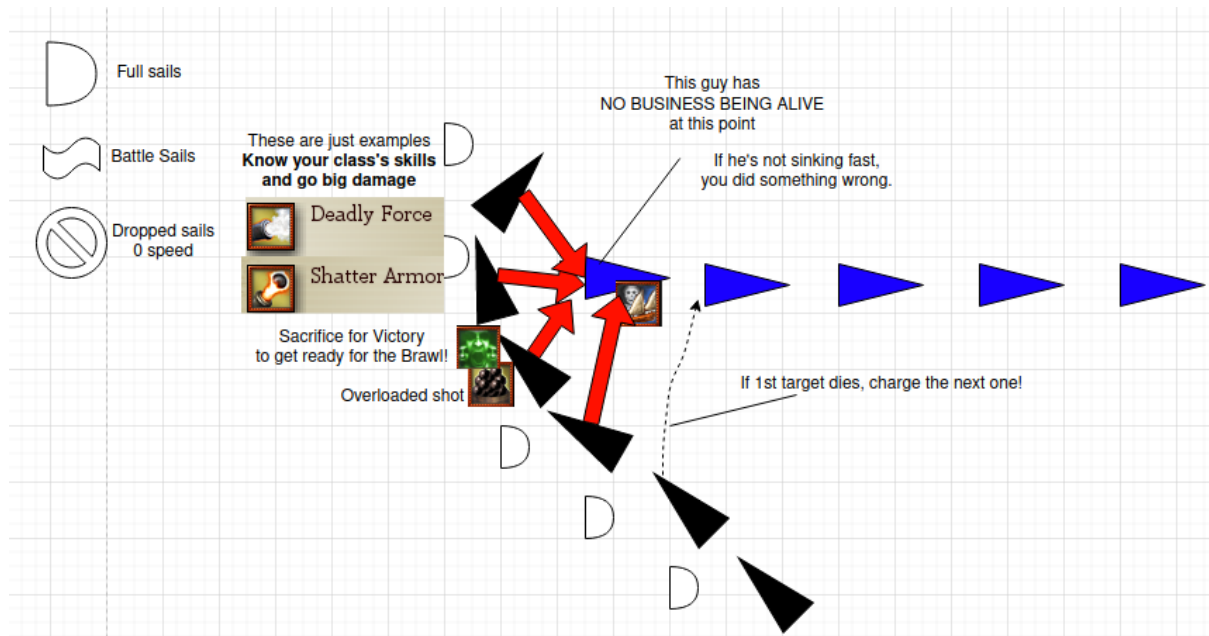 Full sails
Battle Sails
Dropped sails
0 speed
These are just examples
Know your class's skills
and go big damage
Deadly Force
Shatter Armor
Sacrifice for Victory
to get ready for the Brawl!
Overloaded shot
This guy has
NO BUSINESS BEING ALIVE
at this point
If he's not sinking fast,
you did something wrong.
If 1st target dies, charge the next one!